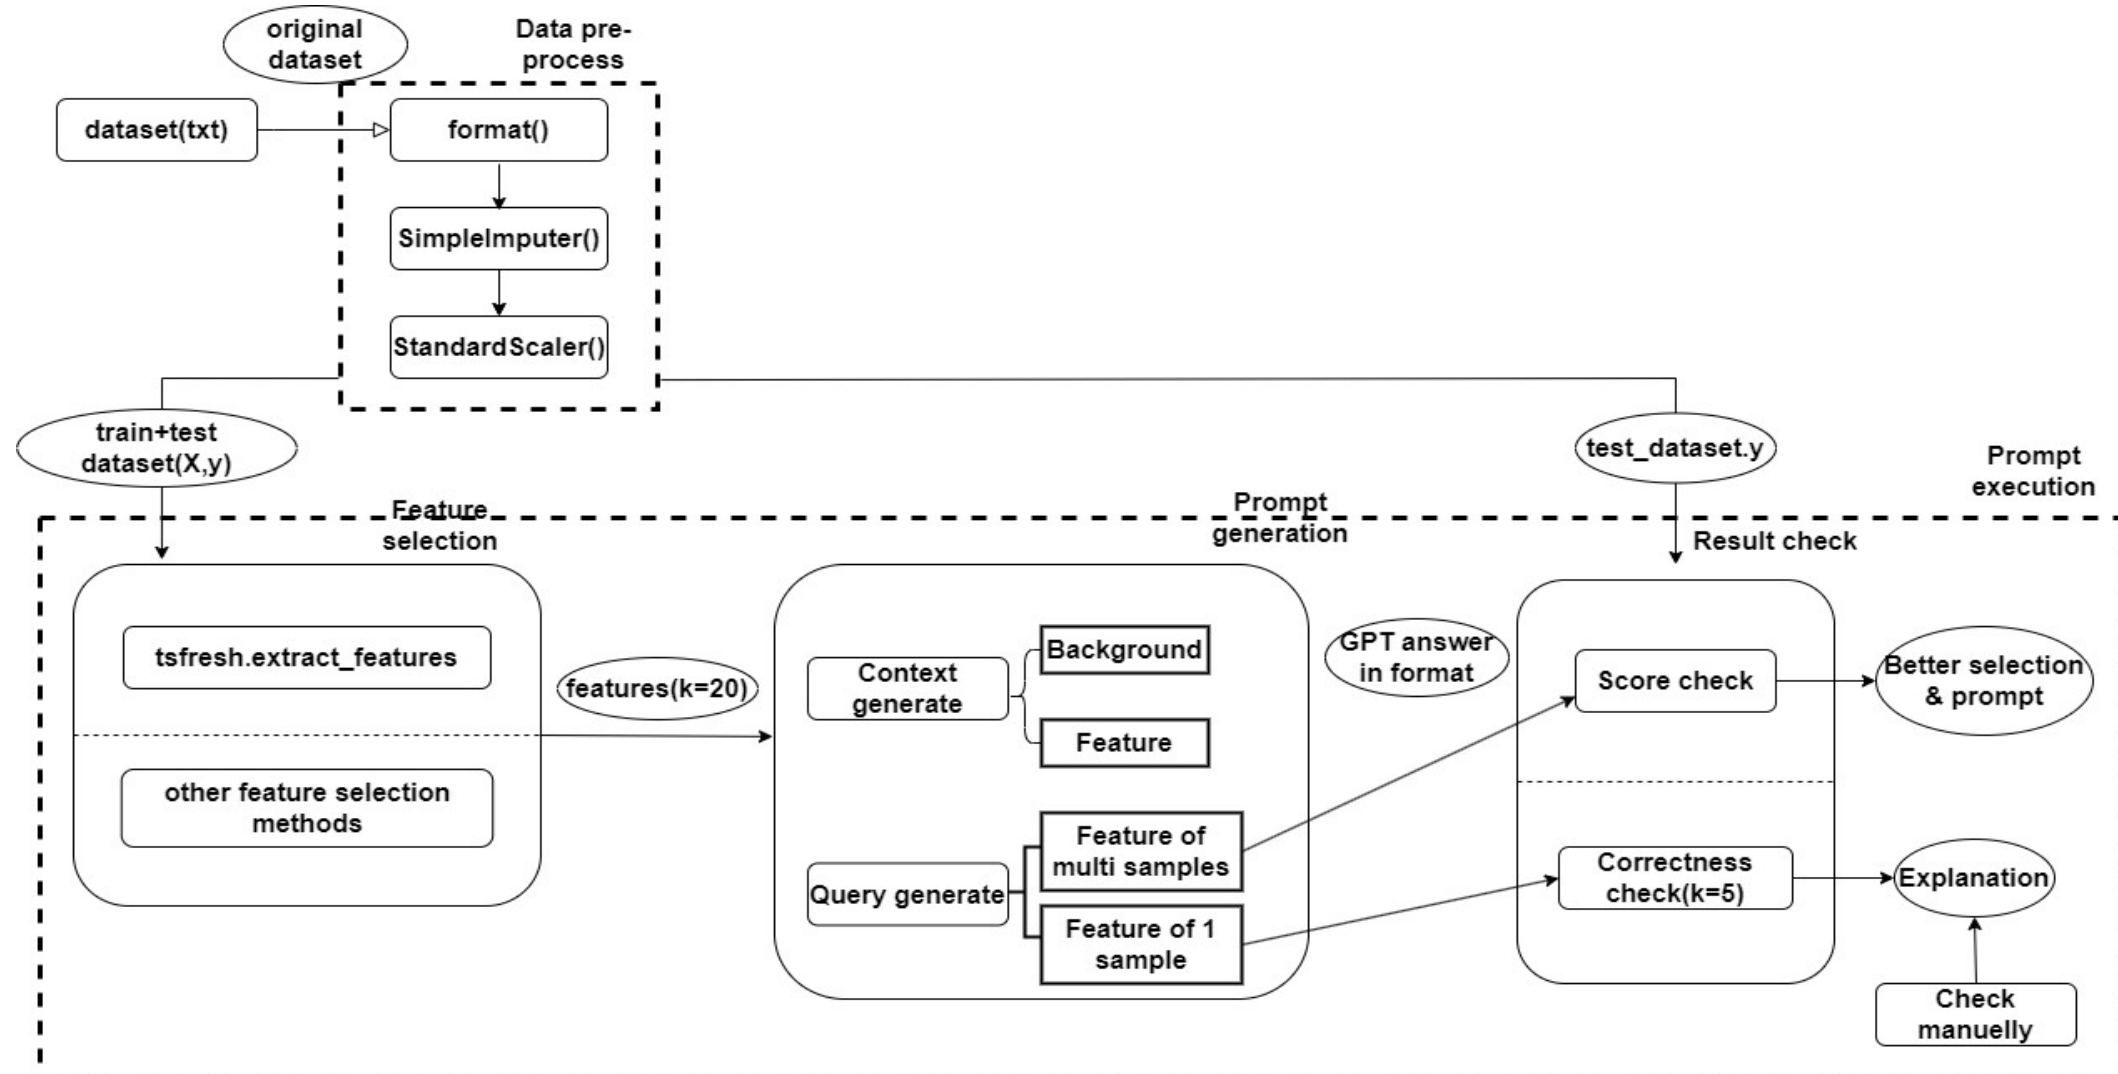 original
dataset
Data pre-
process
dataset(txt)
format()
SimpleImputer()
StandardScaler()
train+test
dataset(X,y)
test_dataset.y
Prompt
execution
Feature
selection
Prompt
generation
Result check
tsfresh.extract_features
other feature selection
methods
features(k=20)
Context
generate
Background
Feature
Query generate
Feature of
multi samples
Feature of 1
sample
GPT answer
in format
Score check
Better selection
& prompt
Correctness
check(k=5)
Explanation
Check
manuelly